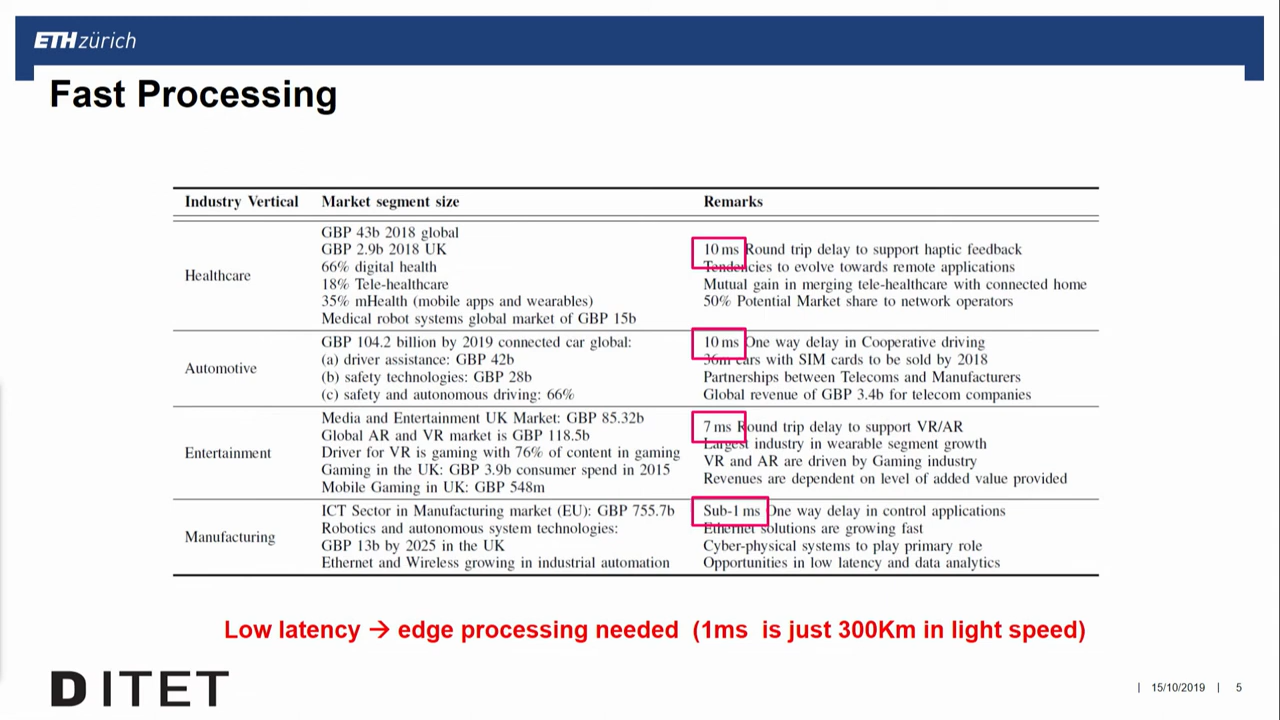 ETH zürich
Fast Processing
Industry Vertical Market segment size Remarks
Healthcare
GBP 43b 2018 global
GBP 2.9b 2018 UK
66% digital health
18% Tele-healthcare
35% mHealth (mobile apps and wearables)
Medical robot systems global market of GBP 15b
10 ms Round trip delay to support haptic feedback
Tendencies to evolve towards remote applications
Mutual gain in merging tele-healthcare with connected home
50% Potential Market share to network operators
Automotive
GBP 104.2 billion by 2019 connected car global:
(a) driver assistance: GBP 42b
(b) safety technologies: GBP 28b
(c) safety and autonomous driving: 66%
10 ms One way delay in Cooperative driving
36m cars with SIM cards to be sold by 2018
Partnerships between Telecoms and Manufacturers
Global revenue of GBP 3.4b for telecom companies
Entertainment
Media and Entertainment UK Market: GBP 85.32b
Global AR and VR market is GBP 118.5b
Driver for VR is gaming with 76% of content in gaming
Gaming in the UK: GBP 3.9b consumer spend in 2015
Mobile Gaming in UK: GBP 548m
7 ms Round trip delay to support VR/AR
Largest industry in wearable segment growth
VR and AR are driven by Gaming industry
Revenues are dependent on level of added value provided
Manufacturing
ICT Sector in Manufacturing market (EU): GBP 755.7b
Robotics and autonomous system technologies:
GBP 13b by 2025 in the UK
Ethernet and Wireless growing in industrial automation
Sub-1 ms One way delay in control applications
Ethernet solutions are growing fast
Cyber-physical systems to play primary role
Opportunities in low latency and data analytics
Low latency → edge processing needed (1ms is just 300Km in light speed)
D ITET
| 15/10/2019 | 5